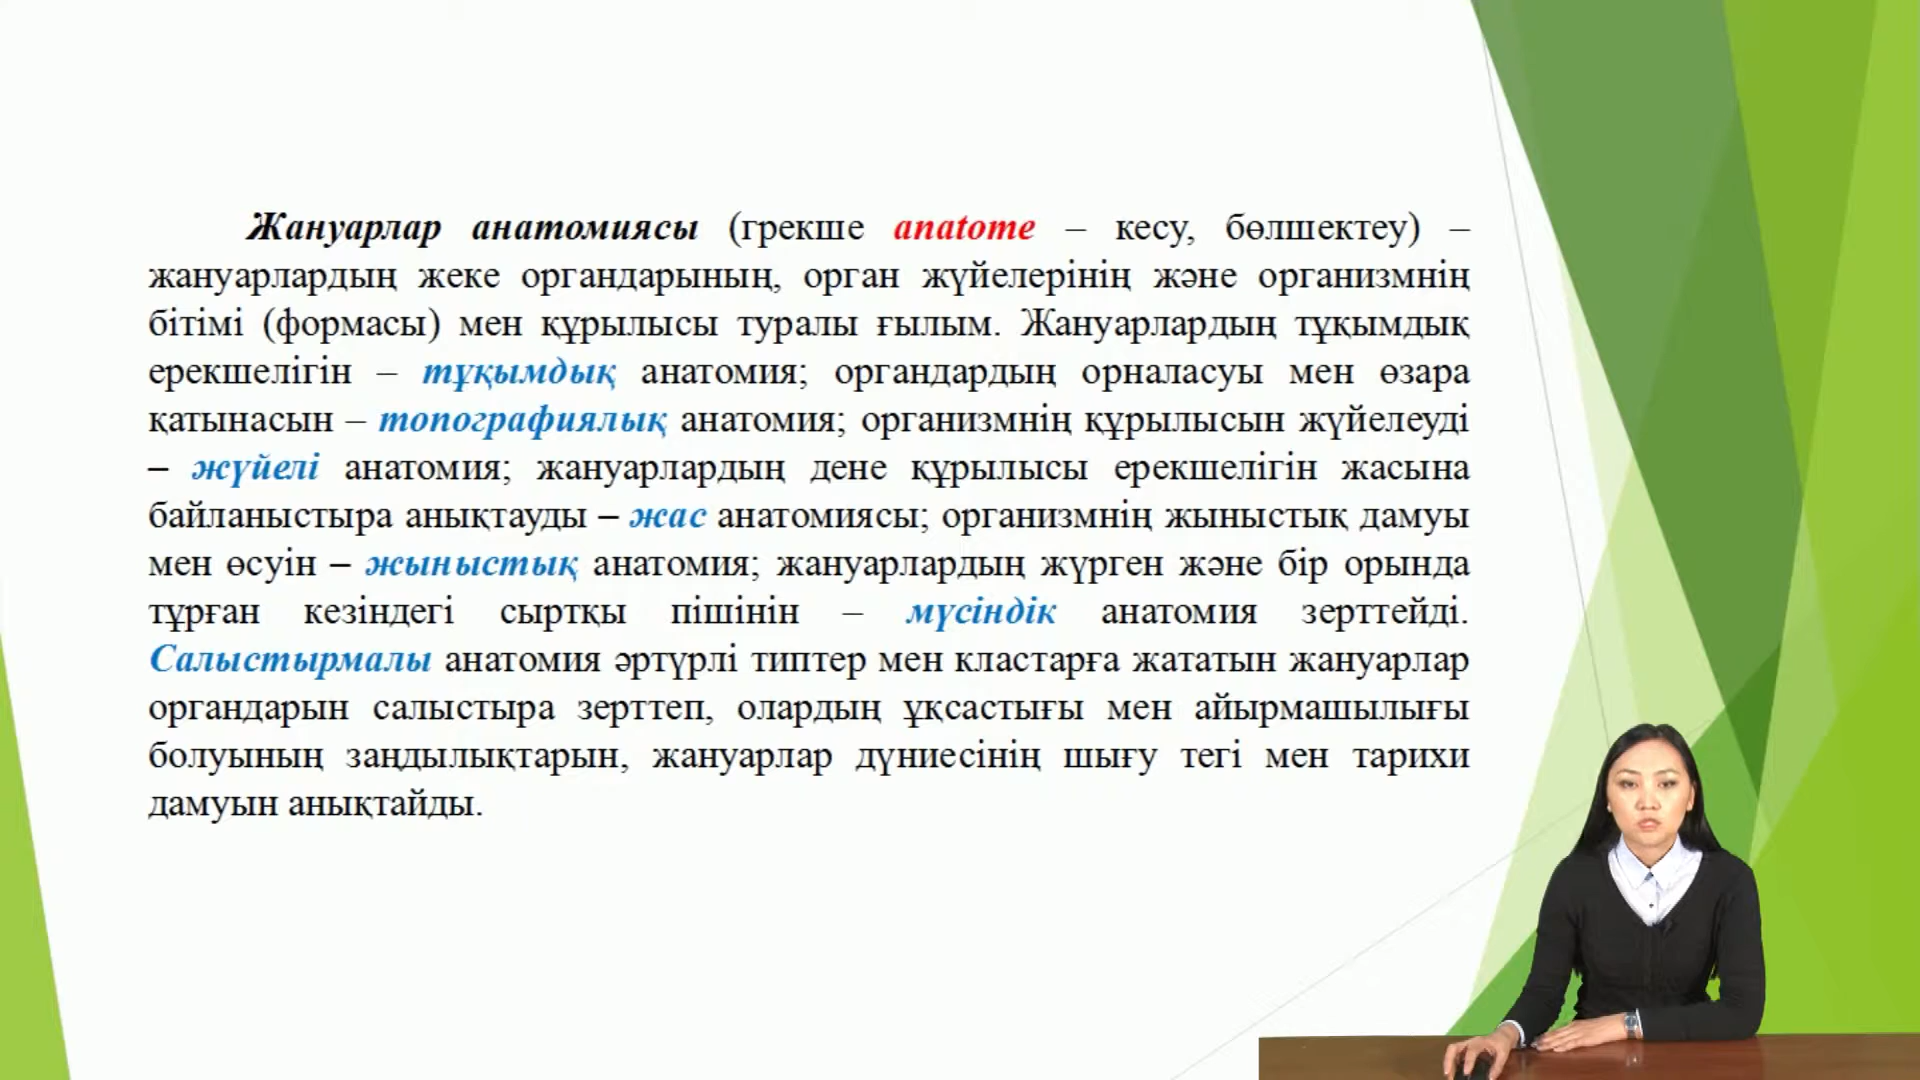 Жануарлар анатомиясы (грекше anatome – кесу, бөлшектеу) –
жануарлардың жеке органдарының, орган жүйелерінің және организмнің
бітімі (формасы) мен құрылысы туралы ғылым. Жануарлардың тұқымдық
ерекшелігін – тұқымдық анатомия; органдардың орналасуы мен өзара
қатынасын – топографиялық анатомия; организмнің құрылысын жүйелеуді
– жүйелі анатомия; жануарлардың дене құрылысы ерекшелігін жасына
байланыстыра анықтауды – жас анатомиясы; организмнің жыныстық дамуы
мен өсуін – жыныстық анатомия; жануарлардың жүрген және бір орында
тұрған кезіндегі сыртқы пішінін – мүсіндік анатомия зерттейді.
Салыстырмалы анатомия әртүрлі типтер мен кластарға жататын жануарлар
органдарын салыстыра зерттеп, олардың ұқсастығы мен айырмашылығы
болуының заңдылықтарын, жануарлар дүниесінің шығу тегі мен тарихи
дамуын анықтайды.